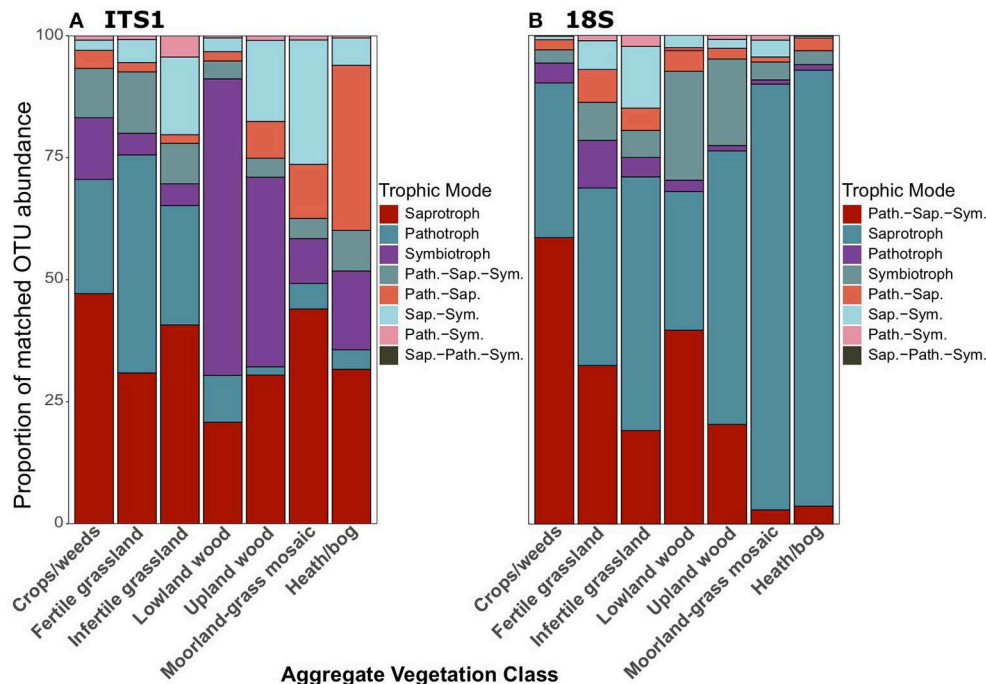 A ITS1
B 18S
Proportion of matched OTU abundance
100
75
50
25
0
Trophic Mode
Saprotroph
Pathotroph
Symbiotroph
Path.-Sap.-Sym.
Path.-Sap.
Sap.-Sym.
Path.-Sym.
Sap.-Path.-Sym.
Trophic Mode
Path.-Sap.-Sym.
Saprotroph
Pathotroph
Symbiotroph
Path.-Sap.
Sap.-Sym.
Path.-Sym.
Sap.-Path.-Sym.
Crops/weeds
Fertile grassland
Infertile grassland
Lowland wood
Upland wood
Moorland-grass mosaic
Heath/bog
Crops/weeds
Fertile grassland
Infertile grassland
Lowland wood
Upland wood
Moorland-grass mosaic
Heath/bog
Aggregate Vegetation Class